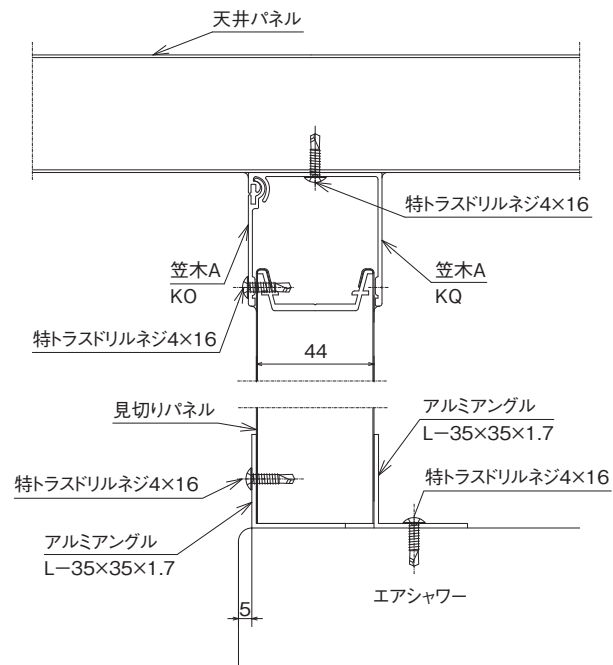 天井パネル
特トラスドリルネジ4×16
笠木A
KO
笠木A
KQ
特トラスドリルネジ4×16
44
見切りパネル
アルミアングル
L−35×35×1.7
特トラスドリルネジ4×16
特トラスドリルネジ4×16
アルミアングル
L−35×35×1.7
エアシャワー
5